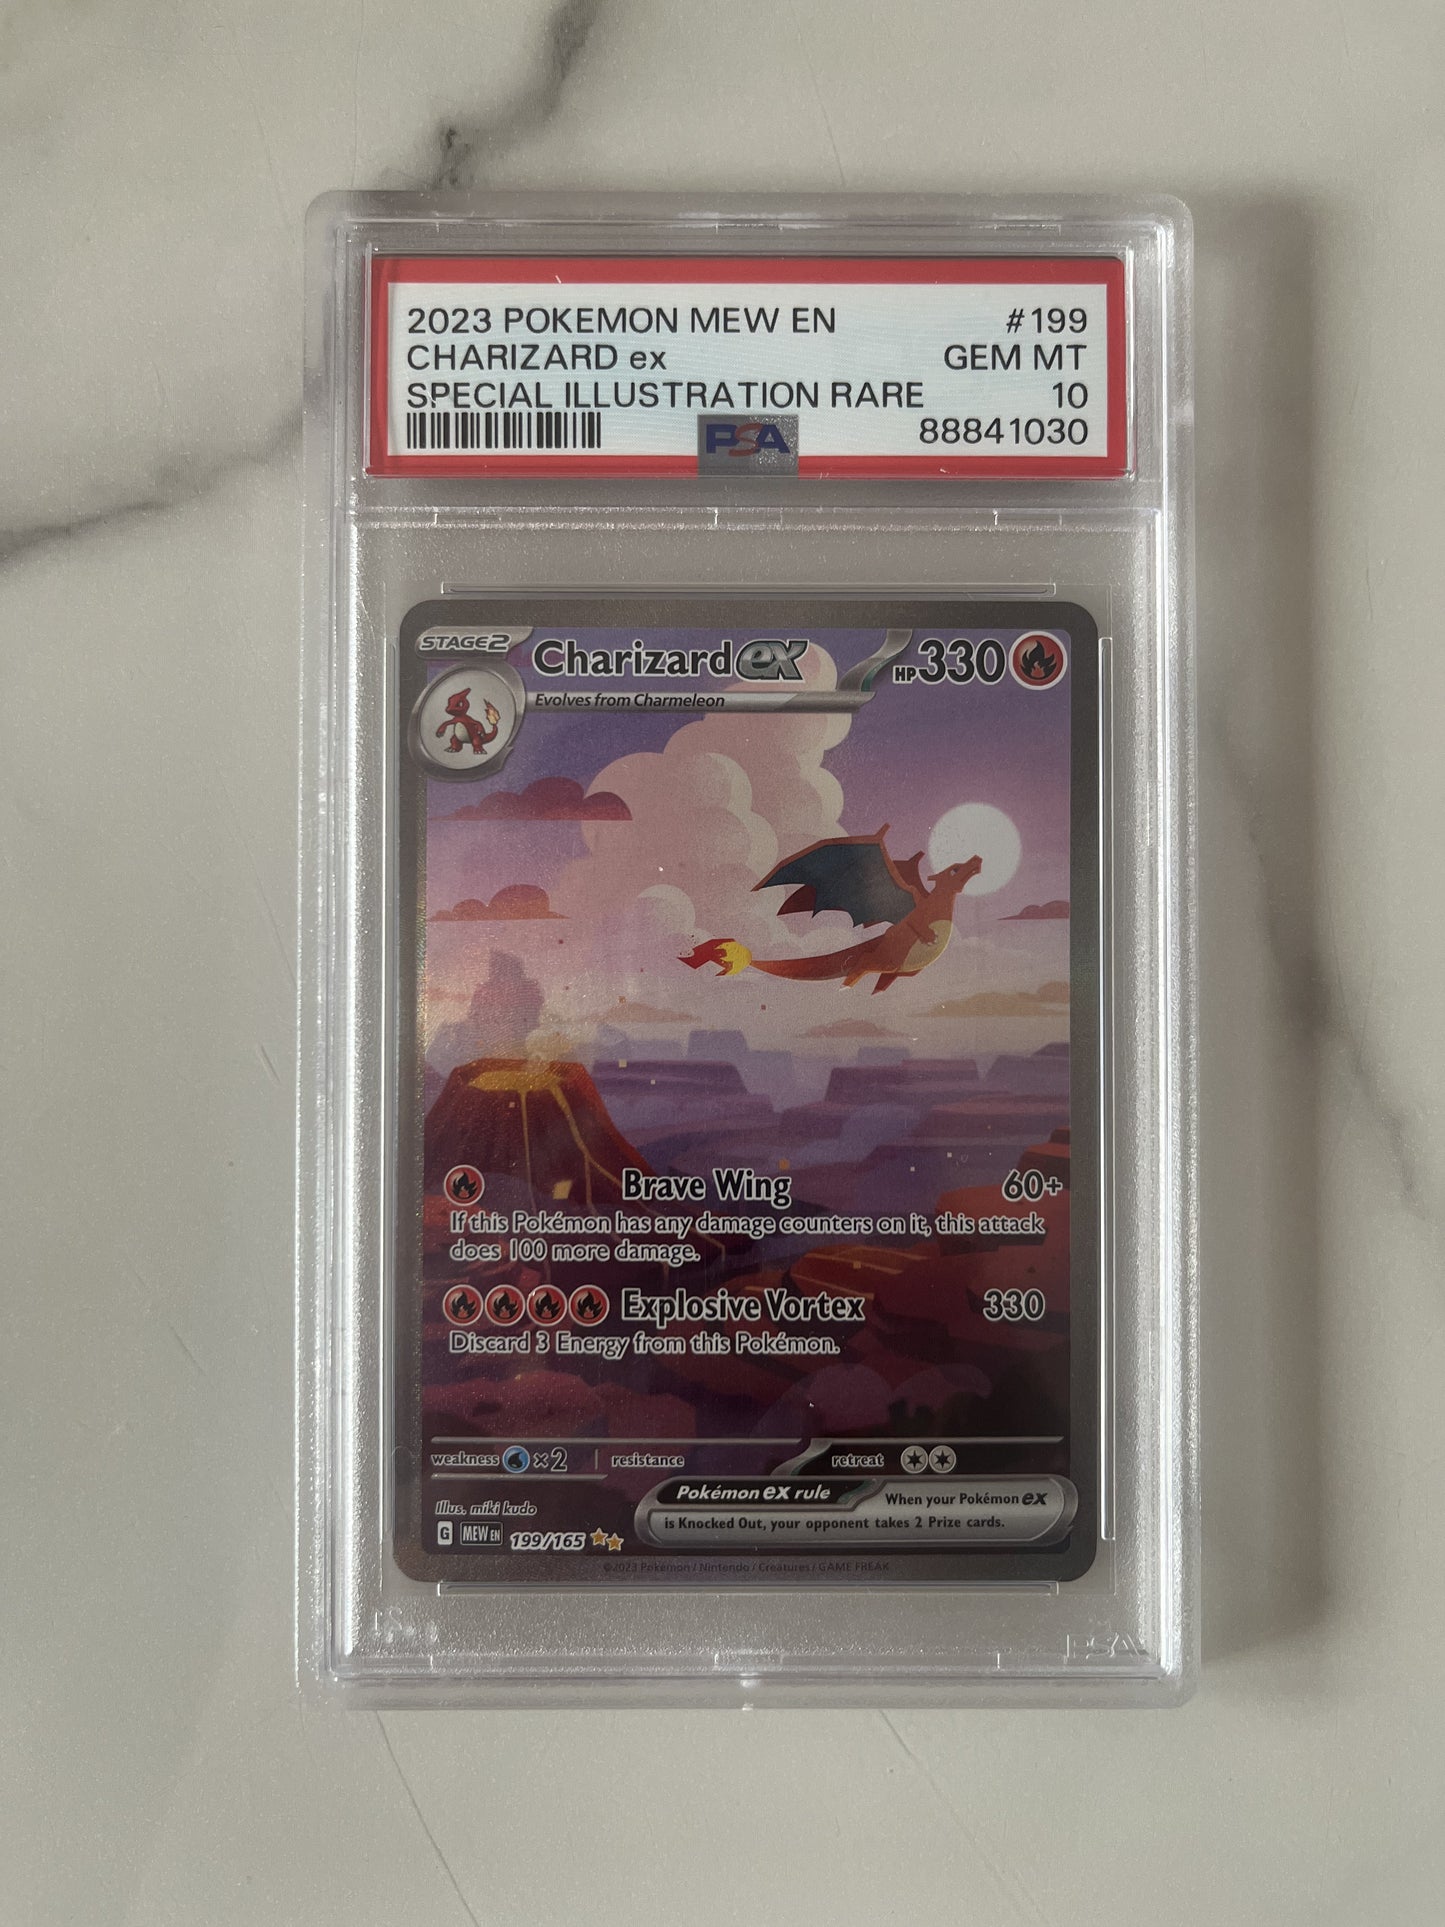 2023 POKEMON MEW EN #199
CHARIZARD ex GEM MT
SPECIAL ILLUSTRATION RARE 10
PSA 88841030
STAGE2 Charizard ex HP 330
Evolves from Charmeleon
Brave Wing 60+
If this Pokémon has any damage counters on it, this attack
does 100 more damage.
Explosive Vortex 330
Discard 3 Energy from this Pokémon.
weakness ×2 resistance retreat
Pokémon ex rule When your Pokémon ex
is Knocked Out, your opponent takes 2 Prize cards.
Illus. miki kudo
G MEW EN 199/165
©2023 Pokémon / Nintendo / Creatures / GAME FREAK
PSA